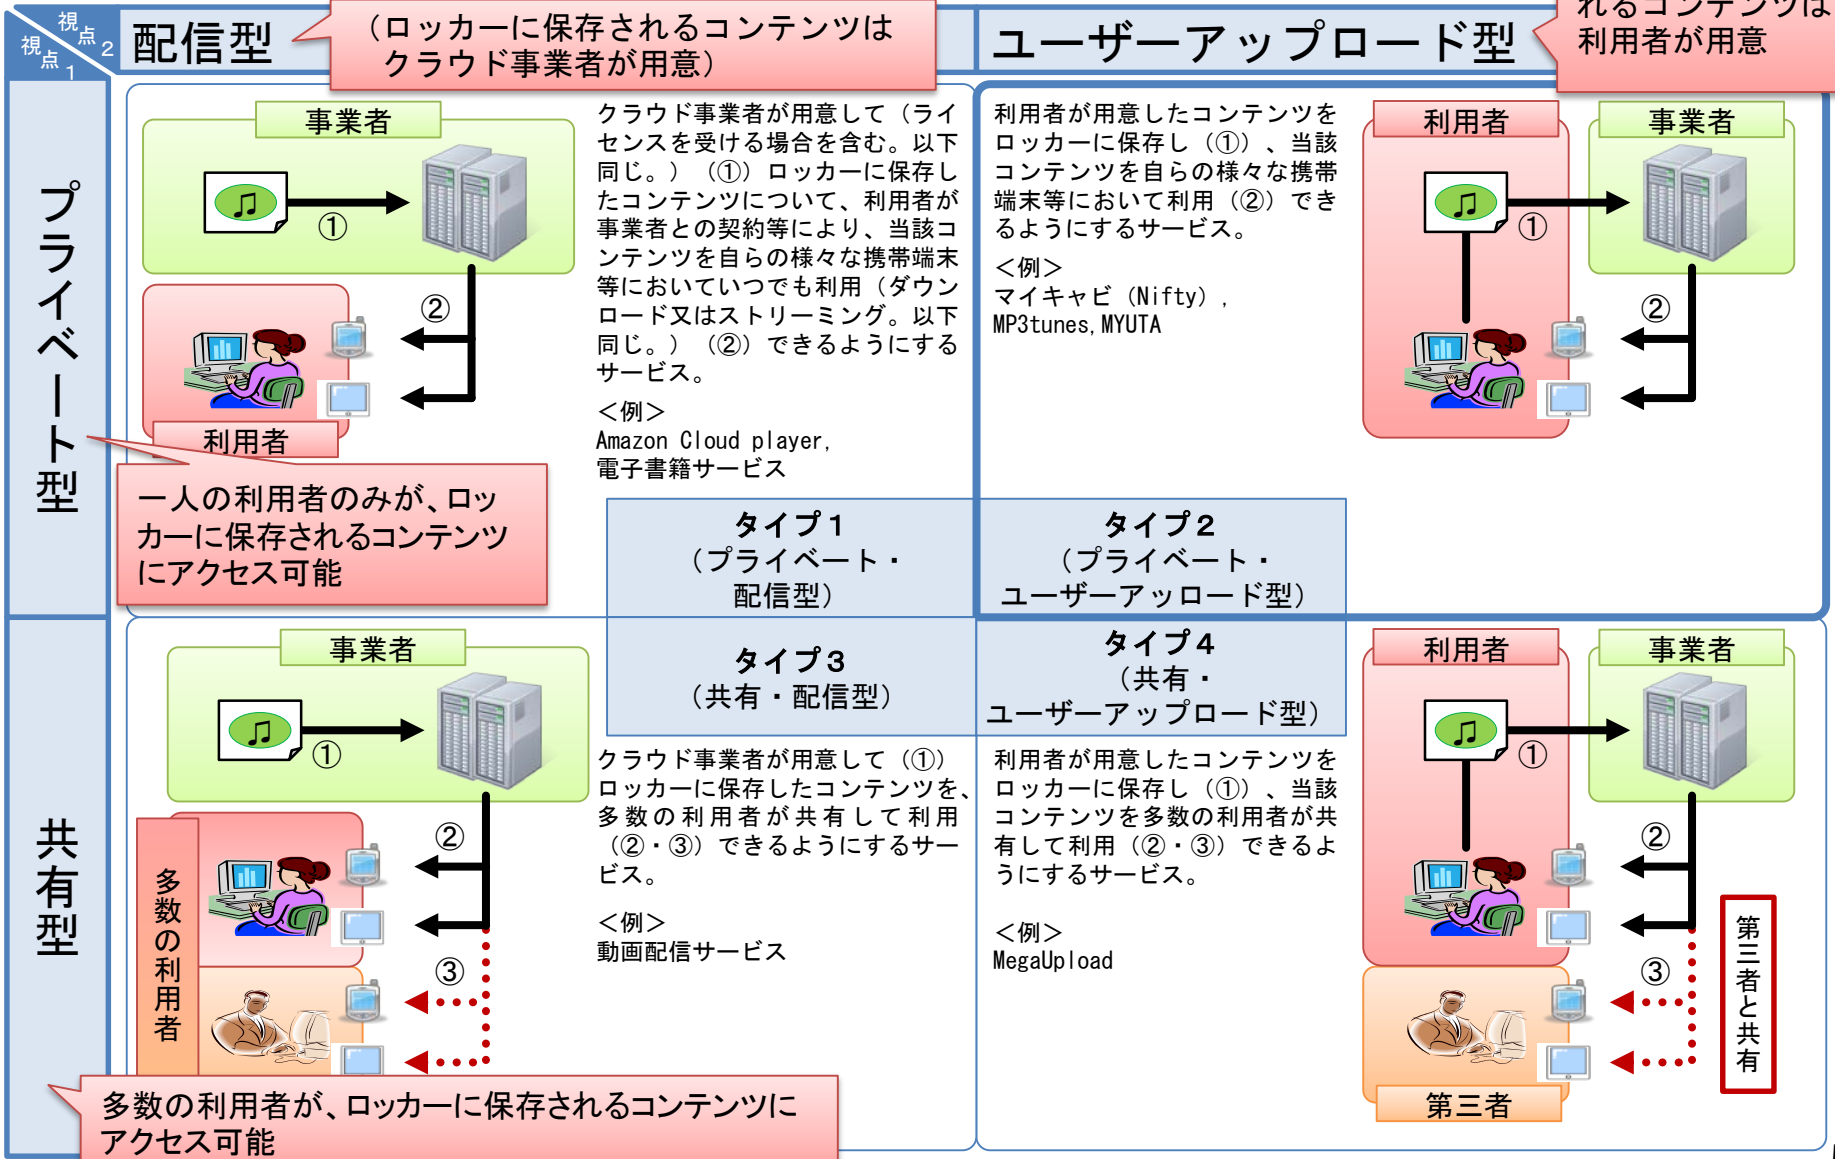 視点2
視点1
配信型
(ロッカーに保存されるコンテンツは
クラウド事業者が用意)
ユーザーアップロード型
れるコンテンツは
利用者が用意
プライベート型
事業者
①
②
利用者
クラウド事業者が用意して(ライ
センスを受ける場合を含む。以下
同じ。)(①)ロッカーに保存し
たコンテンツについて、利用者が
事業者との契約等により、当該コ
ンテンツを自らの様々な携帯端末
等においていつでも利用(ダウン
ロード又はストリーミング。以下
同じ。)(②)できるようにする
サービス。
<例>
Amazon Cloud player,
電子書籍サービス
一人の利用者のみが、ロッ
カーに保存されるコンテンツ
にアクセス可能
タイプ1
(プライベート・
配信型)
利用者が用意したコンテンツを
ロッカーに保存し(①)、当該
コンテンツを自らの様々な携帯
端末等において利用(②)でき
るようにするサービス。
<例>
マイキャビ(Nifty),
MP3tunes,MYUTA
利用者
事業者
①
②
タイプ2
(プライベート・
ユーザーアッロード型)
共有型
事業者
①
②
③
多数の利用者
タイプ3
(共有・配信型)
クラウド事業者が用意して(①)
ロッカーに保存したコンテンツを、
多数の利用者が共有して利用
(②・③)できるようにするサー
ビス。
<例>
動画配信サービス
多数の利用者が、ロッカーに保存されるコンテンツに
アクセス可能
タイプ4
(共有・
ユーザーアップロード型)
利用者が用意したコンテンツを
ロッカーに保存し(①)、当該
コンテンツを多数の利用者が共
有して利用(②・③)できるよ
うにするサービス。
<例>
MegaUpload
利用者
事業者
①
②
③
第三者と共有
第三者